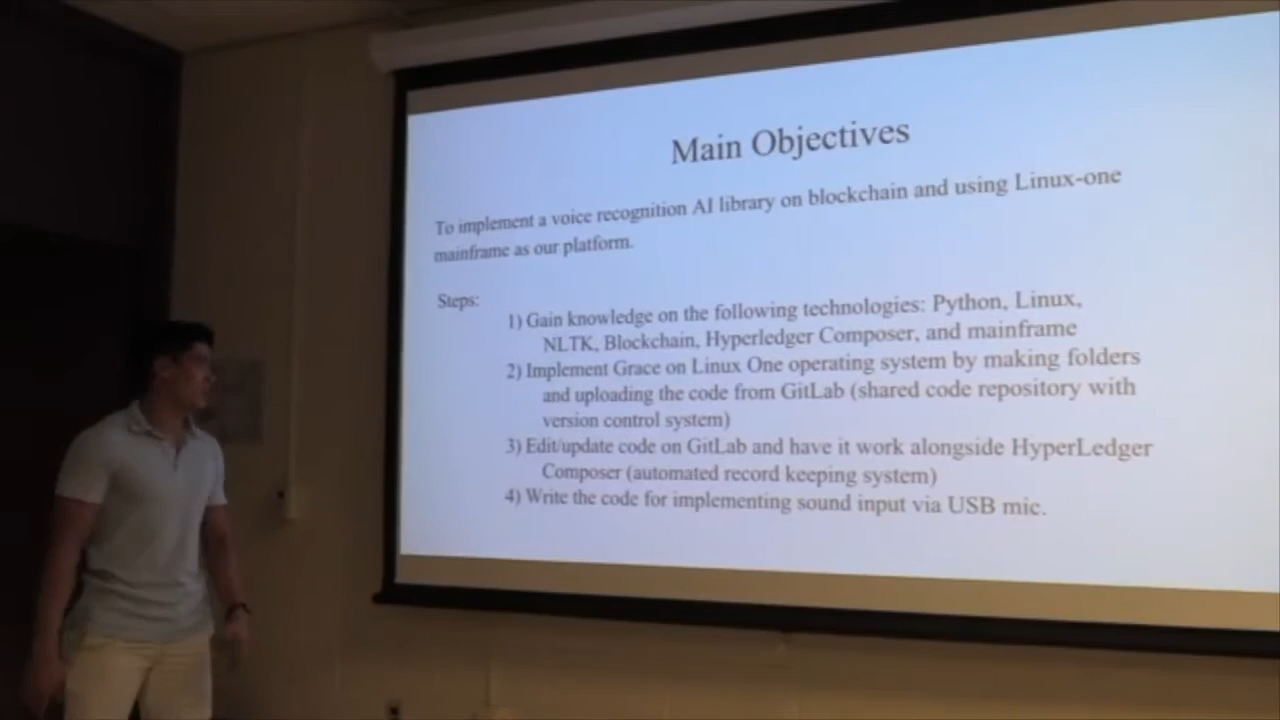 Main Objectives
To implement a voice recognition AI library on blockchain and using Linux-one
mainframe as our platform.
Steps:
1) Gain knowledge on the following technologies: Python, Linux,
NLTK, Blockchain, Hyperledger Composer, and mainframe
2) Implement Grace on Linux One operating system by making folders
and uploading the code from GitLab (shared code repository with
version control system)
3) Edit/update code on GitLab and have it work alongside HyperLedger
Composer (automated record keeping system)
4) Write the code for implementing sound input via USB mic.